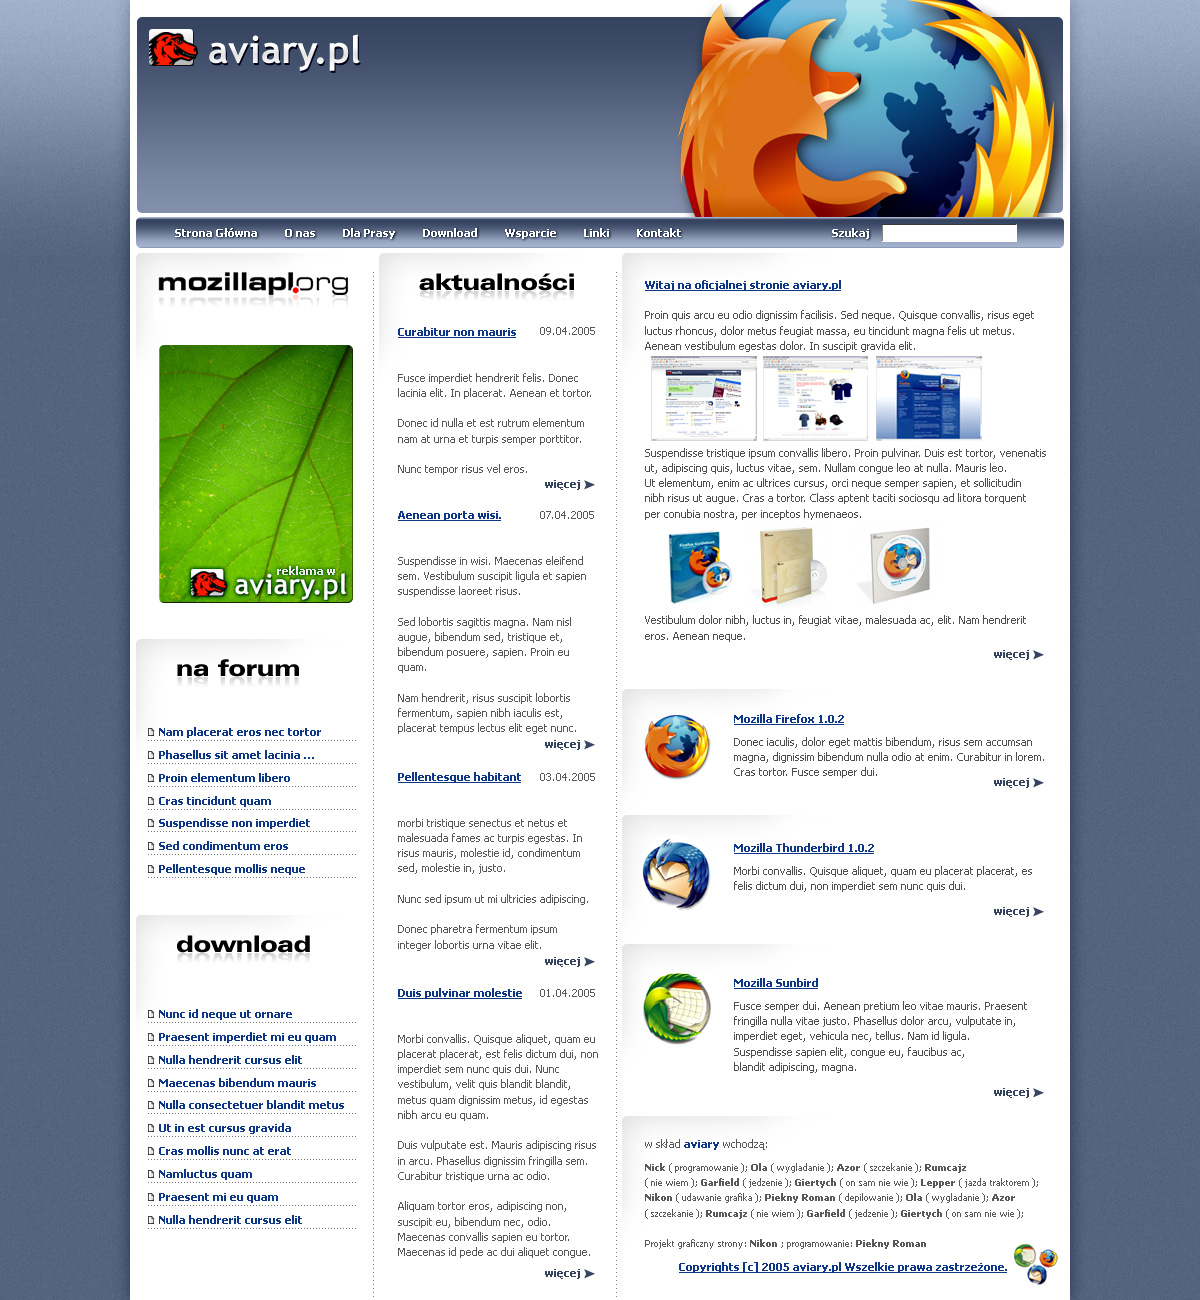 aviary.pl
Strona Główna O nas Dla Prasy Download Wsparcie Linki Kontakt Szukaj
mozillapl.org
reklama w
aviary.pl
na forum
Nam placerat eros nec tortor
Phasellus sit amet lacinia ...
Proin elementum libero
Cras tincidunt quam
Suspendisse non imperdiet
Sed condimentum eros
Pellentesque mollis neque
download
Nunc id neque ut ornare
Praesent imperdiet mi eu quam
Nulla hendrerit cursus elit
Maecenas bibendum mauris
Nulla consectetuer blandit metus
Ut in est cursus gravida
Cras mollis nunc at erat
Namluctus quam
Praesent mi eu quam
Nulla hendrerit cursus elit
aktualności
Curabitur non mauris 09.04.2005
Fusce imperdiet hendrerit felis. Donec
lacinia elit. In placerat. Aenean et tortor.
Donec id nulla et est rutrum elementum
nam at urna et turpis semper porttitor.
Nunc tempor risus vel eros.
więcej
Aenean porta wisi. 07.04.2005
Suspendisse in wisi. Maecenas eleifend
sem. Vestibulum suscipit ligula et sapien
suspendisse laoreet risus.
Sed lobortis sagittis magna. Nam nisl
augue, bibendum sed, tristique et,
bibendum posuere, sapien. Proin eu
quam.
Nam hendrerit, risus suscipit lobortis
fermentum, sapien nibh iaculis est,
placerat tempus lectus elit eget nunc.
więcej
Pellentesque habitant 03.04.2005
morbi tristique senectus et netus et
malesuada fames ac turpis egestas. In
risus mauris, molestie id, condimentum
sed, molestie in, justo.
Nunc sed ipsum ut mi ultricies adipiscing.
Donec pharetra fermentum ipsum
integer lobortis urna vitae elit.
więcej
Duis pulvinar molestie 01.04.2005
Morbi convallis. Quisque aliquet, quam eu
placerat placerat, est felis dictum dui, non
imperdiet sem nunc quis dui. Nunc
vestibulum, velit quis blandit blandit,
metus quam dignissim metus, id egestas
nibh arcu eu quam.
Duis vulputate est. Mauris adipiscing risus
in arcu. Phasellus dignissim fringilla sem.
Curabitur tristique urna ac odio.
Aliquam tortor eros, adipiscing non,
suscipit eu, bibendum nec, odio.
Maecenas convallis sapien eu tortor.
Maecenas id pede ac dui aliquet congue.
więcej
Witaj na oficjalnej stronie aviary.pl
Proin quis arcu eu odio dignissim facilisis. Sed neque. Quisque convallis, risus eget
luctus rhoncus, dolor metus feugiat massa, eu tincidunt magna felis ut metus.
Aenean vestibulum egestas dolor. In suscipit gravida elit.
Suspendisse tristique ipsum convallis libero. Proin pulvinar. Duis est tortor, venenatis
ut, adipiscing quis, luctus vitae, sem. Nullam congue leo at nulla. Mauris leo.
Ut elementum, enim ac ultrices cursus, orci neque semper sapien, et sollicitudin
nibh risus ut augue. Cras a tortor. Class aptent taciti sociosqu ad litora torquent
per conubia nostra, per inceptos hymenaeos.
Vestibulum dolor nibh, luctus in, feugiat vitae, malesuada ac, elit. Nam hendrerit
eros. Aenean neque.
więcej
Mozilla Firefox 1.0.2
Donec iaculis, dolor eget mattis bibendum, risus sem accumsan
magna, dignissim bibendum nulla odio at enim. Curabitur in lorem.
Cras tortor. Fusce semper dui.
więcej
Mozilla Thunderbird 1.0.2
Morbi convallis. Quisque aliquet, quam eu placerat placerat, es
felis dictum dui, non imperdiet sem nunc quis dui.
więcej
Mozilla Sunbird
Fusce semper dui. Aenean pretium leo vitae mauris. Praesent
fringilla nulla vitae justo. Phasellus dolor arcu, vulputate in,
imperdiet eget, vehicula nec, tellus. Nam id ligula.
Suspendisse sapien elit, congue eu, faucibus ac,
blandit adipiscing, magna.
więcej
w skład aviary wchodzą:
Nick ( programowanie ); Ola ( wygladanie ); Azor ( szczekanie ); Rumcajz
( nie wiem ); Garfield ( jedzenie ); Giertych ( on sam nie wie ); Lepper ( jazda traktorem );
Nikon ( udawanie grafika ); Piekny Roman ( depilowanie ); Ola ( wygladanie ); Azor
( szczekanie ); Rumcajz ( nie wiem ); Garfield ( jedzenie ); Giertych ( on sam nie wie );
Projekt graficzny strony: Nikon ; programowanie: Piekny Roman
Copyrights [c] 2005 aviary.pl Wszelkie prawa zastrzeżone.